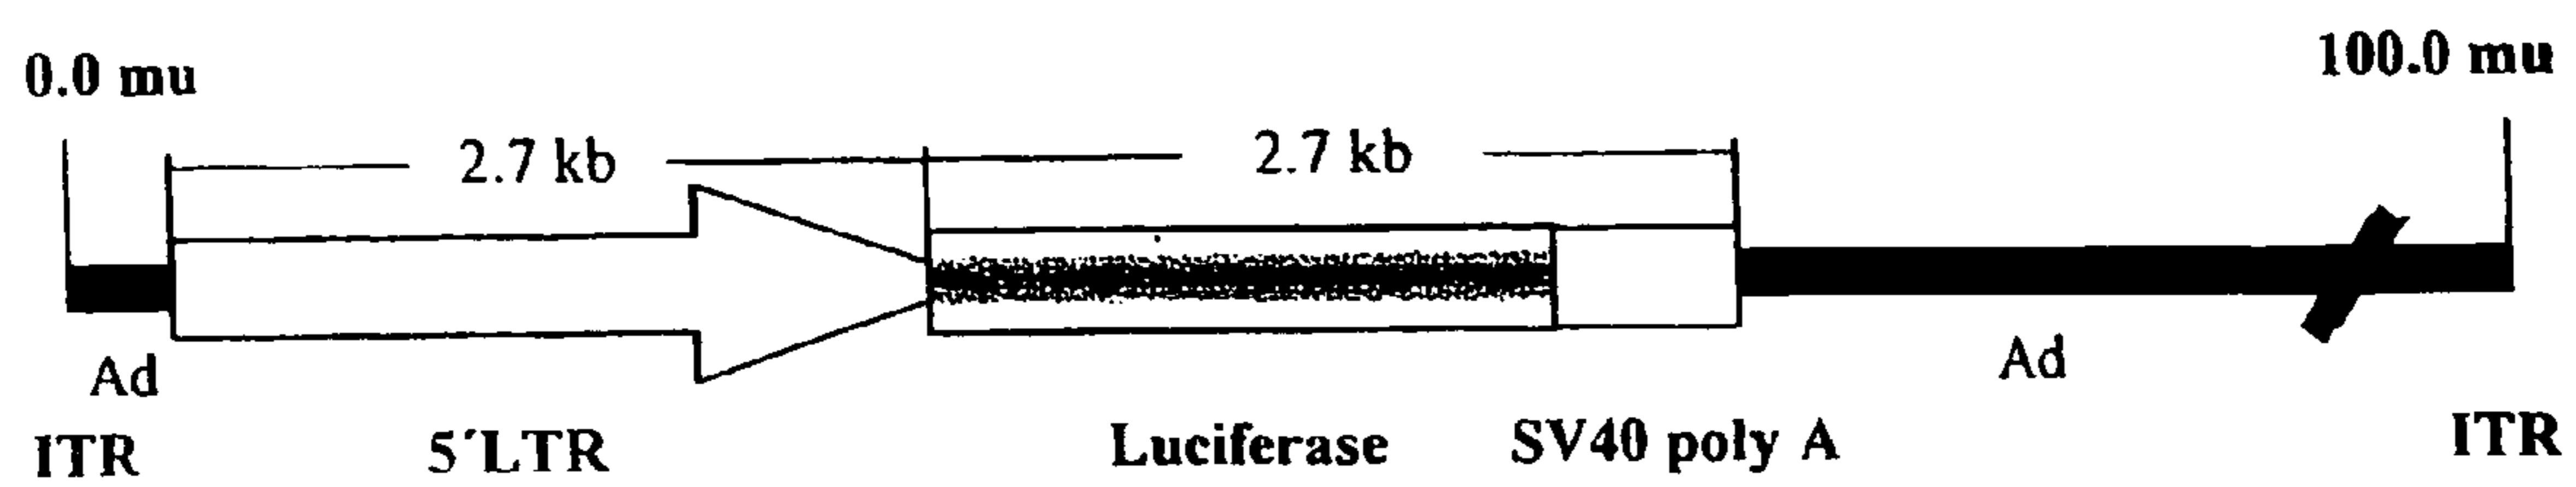 0.0 mu 100.0 mu
2.7 kb 2.7 kb
Ad Ad
ITR 5´LTR Luciferase SV40 poly A ITR